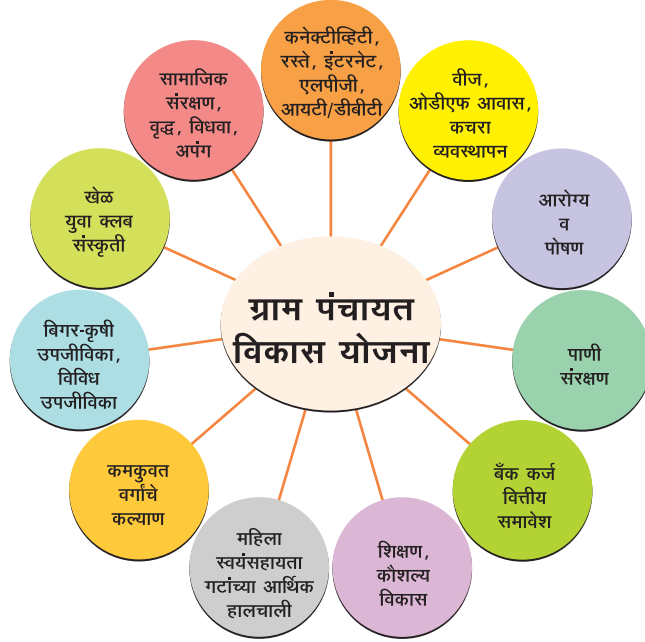 कनेक्टीव्हिटी,
रस्ते, इंटरनेट,
एलपीजी,
आयटी/डीबीटी
वीज,
ओडीएफ आवास,
कचरा
व्यवस्थापन
आरोग्य
व
पोषण
पाणी
संरक्षण
बँक कर्ज
वित्तीय
समावेश
शिक्षण,
कौशल्य
विकास
महिला
स्वयंसहायता
गटांच्या आर्थिक
हालचाली
कमकुवत
वर्गांचे
कल्याण
बिगर-कृषी
उपजीविका,
विविध
उपजीविका
खेळ
युवा क्लब
संस्कृती
सामाजिक
संरक्षण,
वृद्ध, विधवा,
अपंग
ग्राम पंचायत
विकास योजना